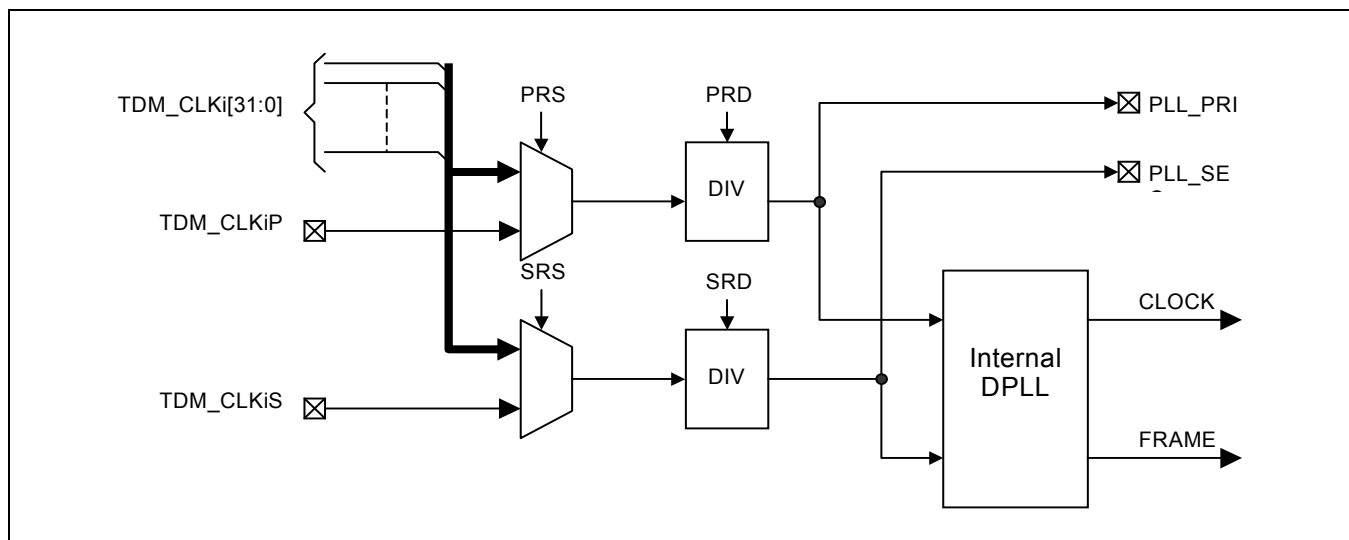 TDM_CLKi[31:0]
PRS
PRD
PLL_PRI
DIV
PLL_SE
TDM_CLKiP
SRS
SRD
CLOCK
Internal
DPLL
DIV
TDM_CLKiS
FRAME